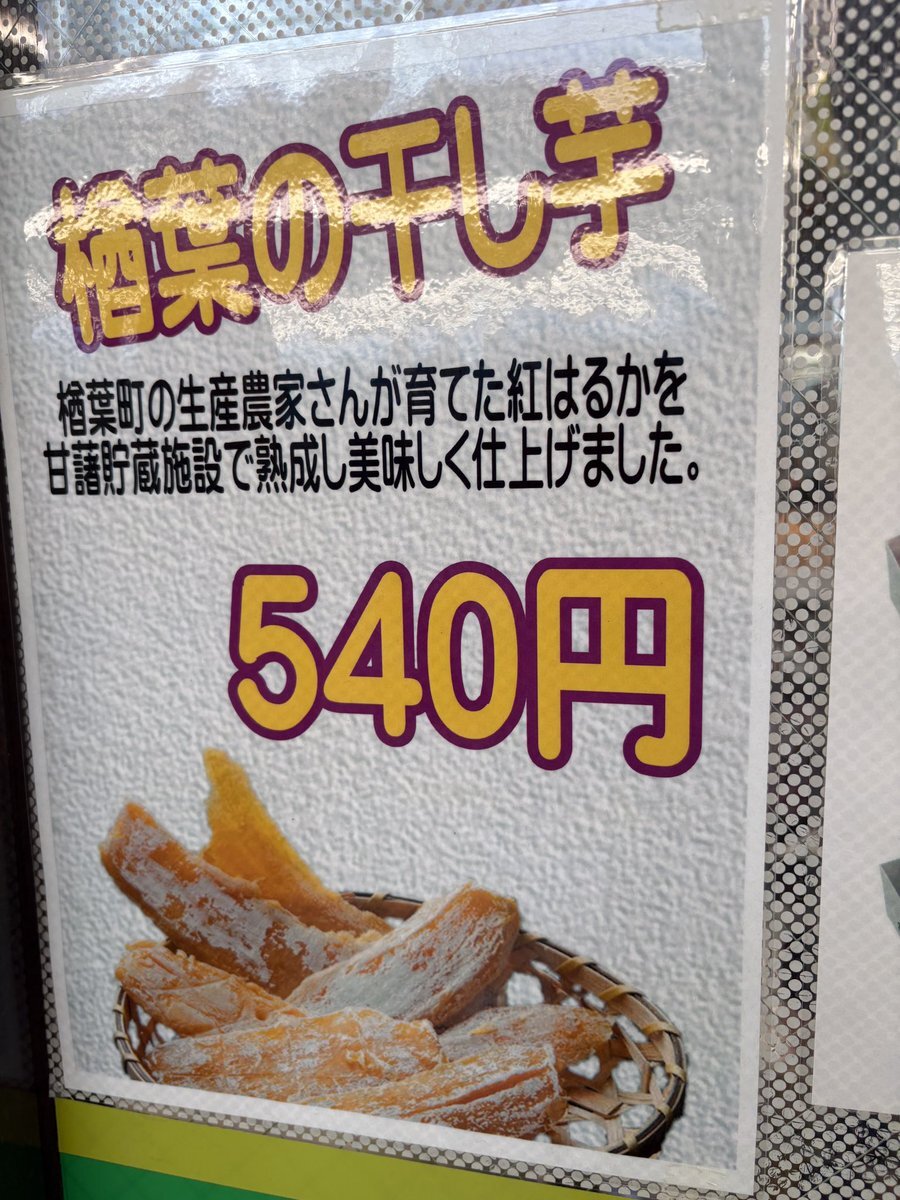 楢葉の干し芋
楢葉町の生産農家さんが育てた紅はるかを
甘藷貯蔵施設で熟成し美味しく仕上げました。
540円